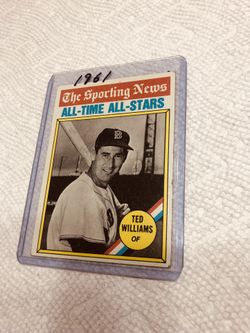 1961
The Sporting News
ALL-TIME ALL-STARS
B
TED
WILLIAMS
OF